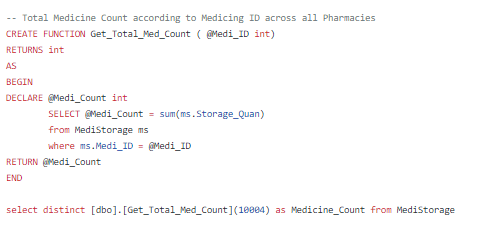 -- Total Medicine Count according to Medicing ID across all Pharmacies
CREATE FUNCTION Get_Total_Med_Count ( @Medi_ID int)
RETURNS int
AS
BEGIN
DECLARE @Medi_Count int
SELECT @Medi_Count = sum(ms.Storage_Quan)
from MediStorage ms
where ms.Medi_ID = @Medi_ID
RETURN @Medi_Count
END
select distinct [dbo].[Get_Total_Med_Count](10004) as Medicine_Count from MediStorage